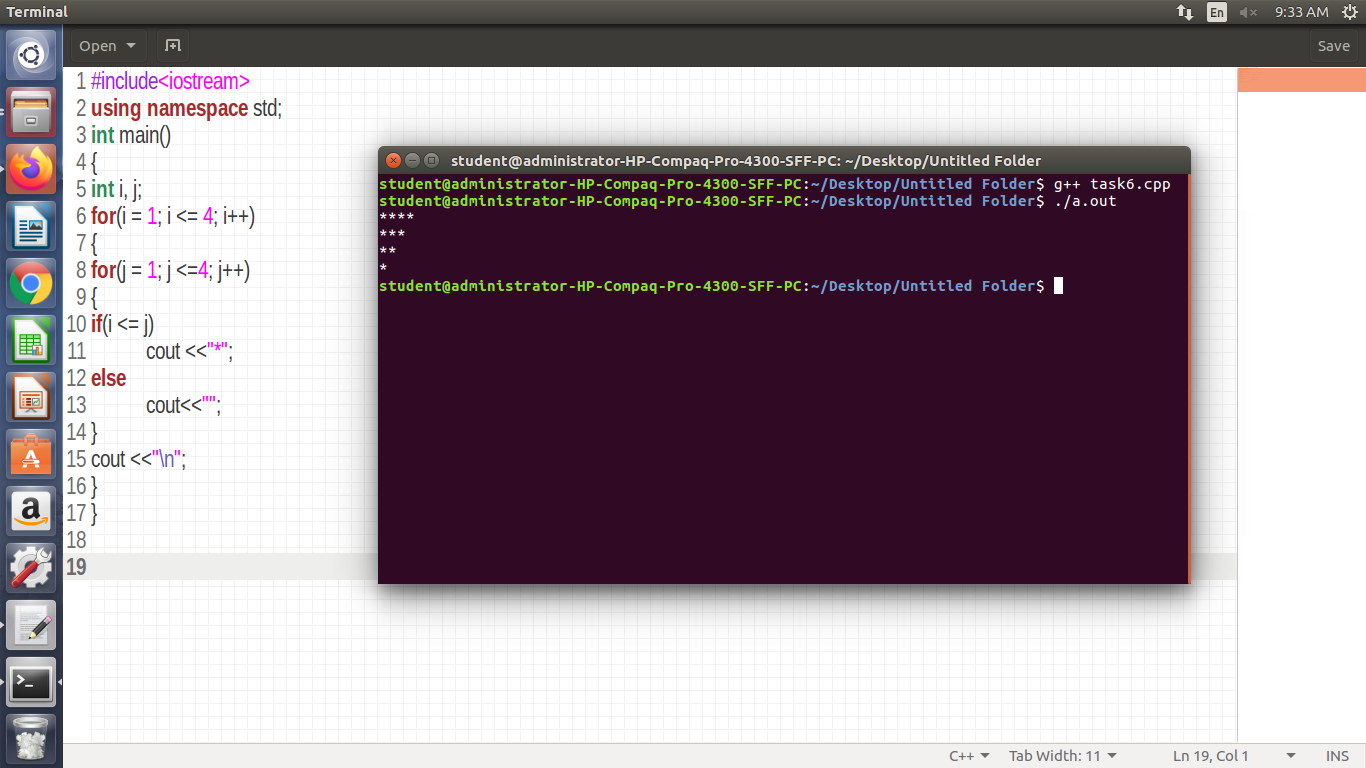 Terminal
En
9:33 AM
Open
Save
1 #include<iostream>
2 using namespace std;
3 int main()
4 {
5 int i, j;
6 for(i = 1; i <= 4; i++)
7 {
8 for(j = 1; j <=4; j++)
9 {
10 if(i <= j)
11 cout <<"*";
12 else
13 cout<<"";
14 }
15 cout <<"\n";
16 }
17 }
18
19
student@administrator-HP-Compaq-Pro-4300-SFF-PC: ~/Desktop/Untitled Folder
student@administrator-HP-Compaq-Pro-4300-SFF-PC:~/Desktop/Untitled Folder$ g++ task6.cpp
student@administrator-HP-Compaq-Pro-4300-SFF-PC:~/Desktop/Untitled Folder$ ./a.out
****
***
**
*
student@administrator-HP-Compaq-Pro-4300-SFF-PC:~/Desktop/Untitled Folder$
C++
Tab Width: 11
Ln 19, Col 1
INS